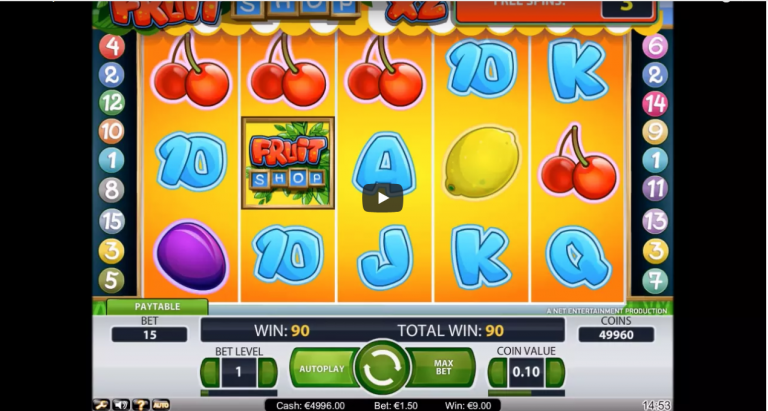 FRUIT SHOP X2 FREE SPINS: 3
4 6
2 10 K 2
12 14
10 9
1 10 FRUIT SHOP A 1
8 11
15 13
3 10 J K Q 3
5 7
PAYTABLE A NET ENTERTAINMENT PRODUCTION
BET WIN: 90 TOTAL WIN: 90 COINS
15 49960
BET LEVEL COIN VALUE
AUTOPLAY 1 MAX BET 0.10
AUTO Cash: €4996.00 Bet: €1.50 Win: €9.00 14:53